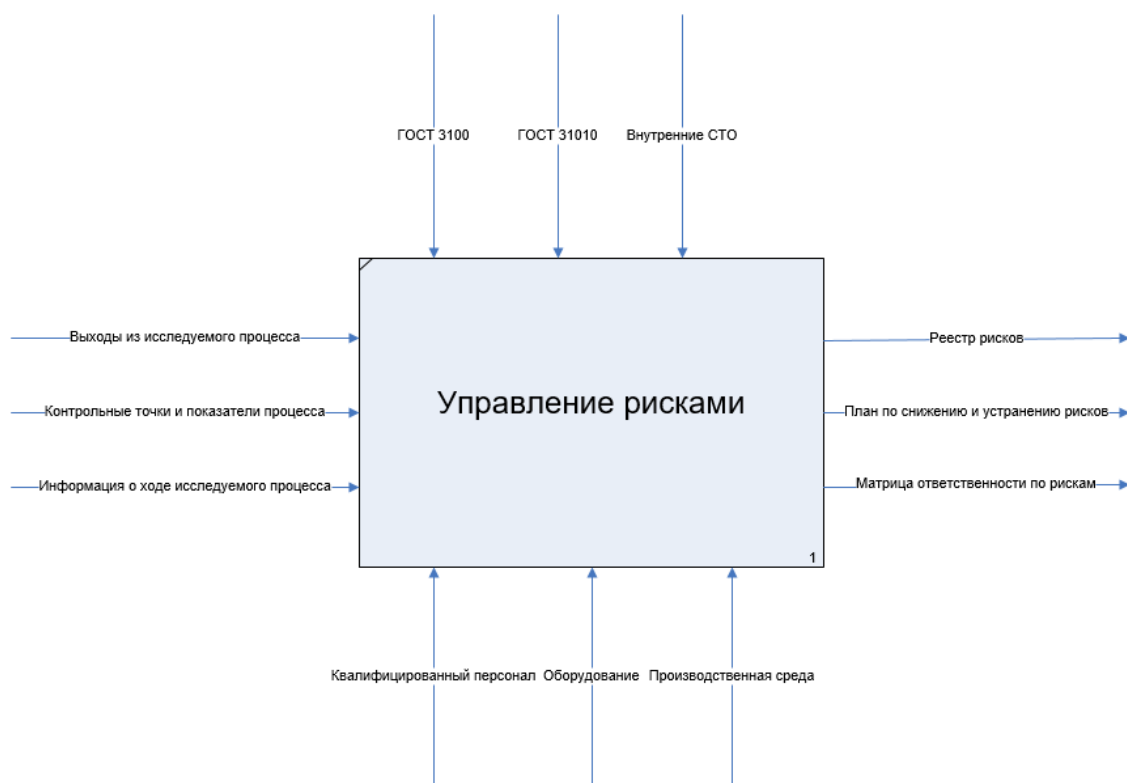 ГОСТ 3100
ГОСТ 31010
Внутренние СТО
Выходы из исследуемого процесса
Контрольные точки и показатели процесса
Информация о ходе исследуемого процесса
Управление рисками
1
Реестр рисков
План по снижению и устранению рисков
Матрица ответственности по рискам
Квалифицированный персонал
Оборудование
Производственная среда